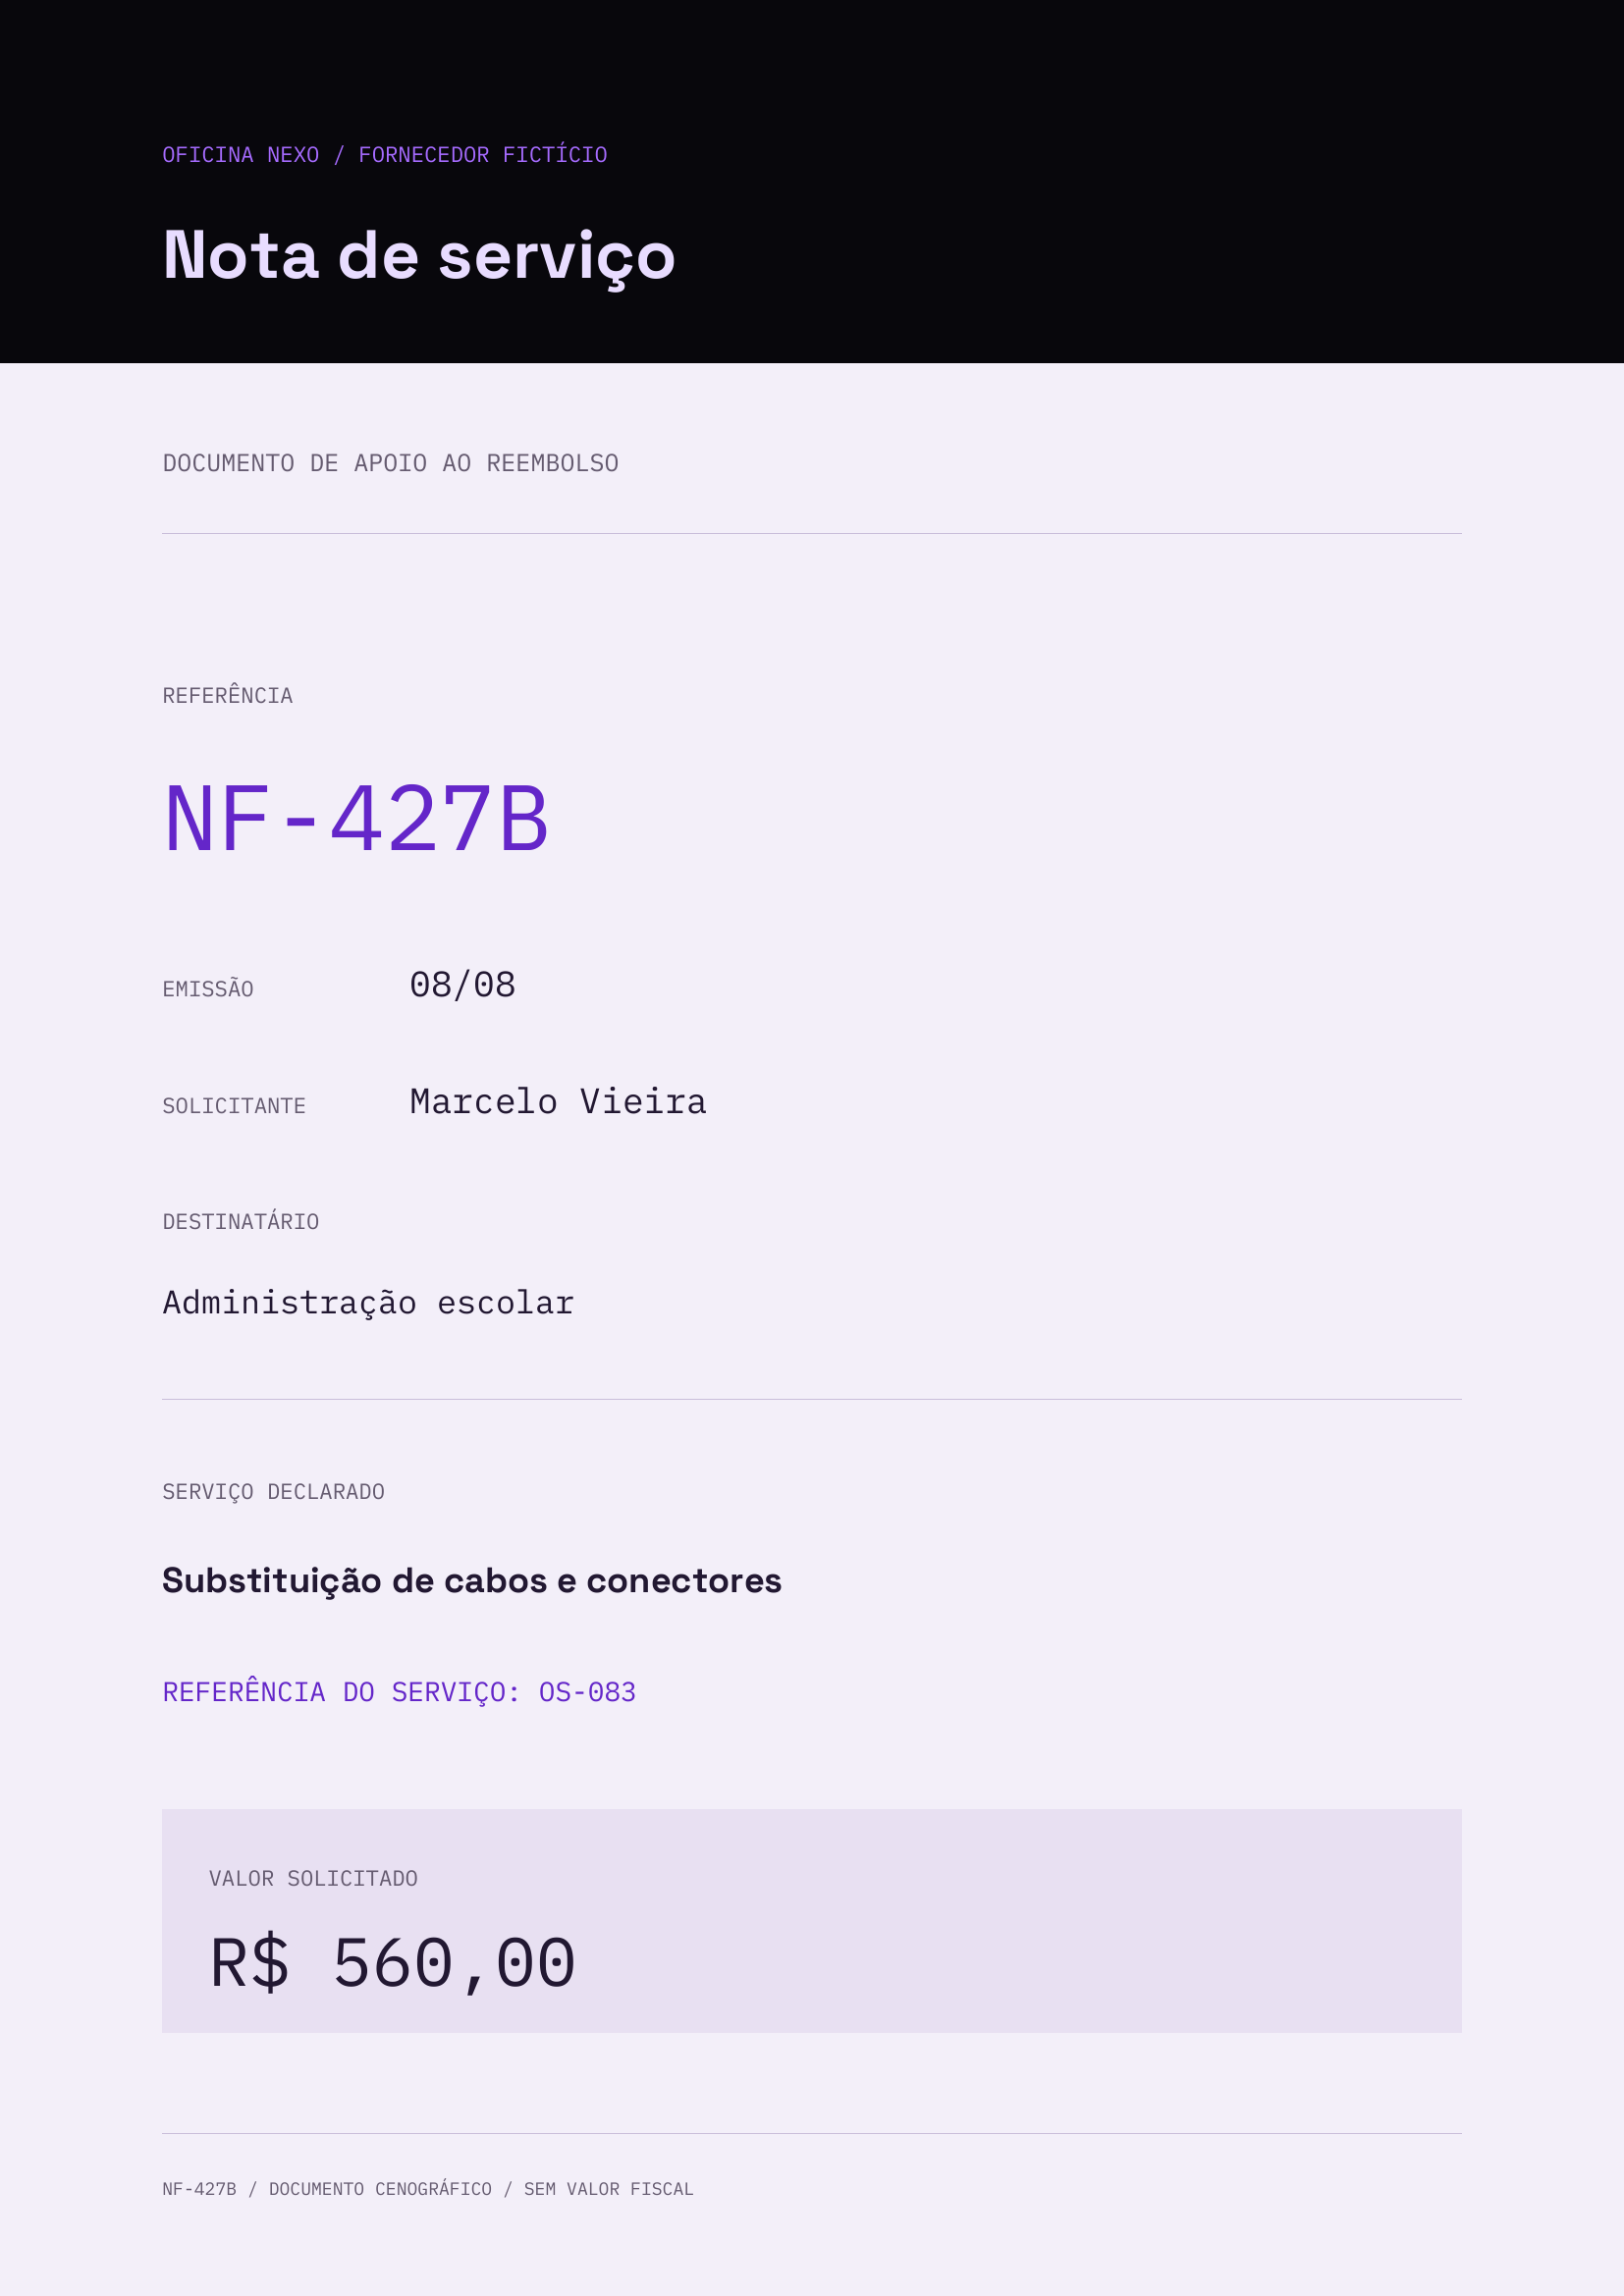 OFICINA NEXO / FORNECEDOR FICTÍCIO
Nota de serviço
DOCUMENTO DE APOIO AO REEMBOLSO
REFERÊNCIA
NF-427B
EMISSÃO 08/08
SOLICITANTE Marcelo Vieira
DESTINATÁRIO
Administração escolar
SERVIÇO DECLARADO
Substituição de cabos e conectores
REFERÊNCIA DO SERVIÇO: OS-083
VALOR SOLICITADO
R$ 560,00
NF-427B / DOCUMENTO CENOGRÁFICO / SEM VALOR FISCAL